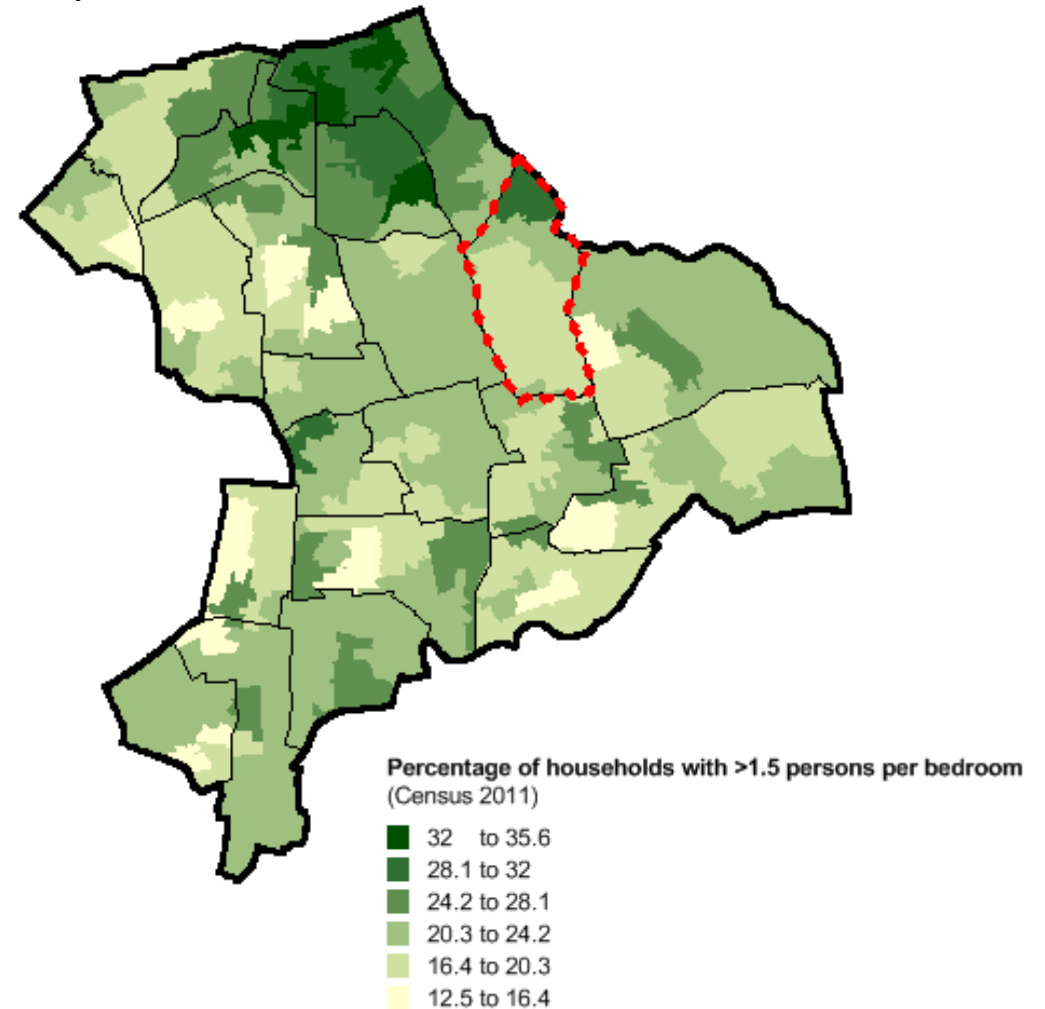 Percentage of households with >1.5 persons per bedroom
(Census 2011)
32 to 35.6
28.1 to 32
24.2 to 28.1
20.3 to 24.2
16.4 to 20.3
12.5 to 16.4